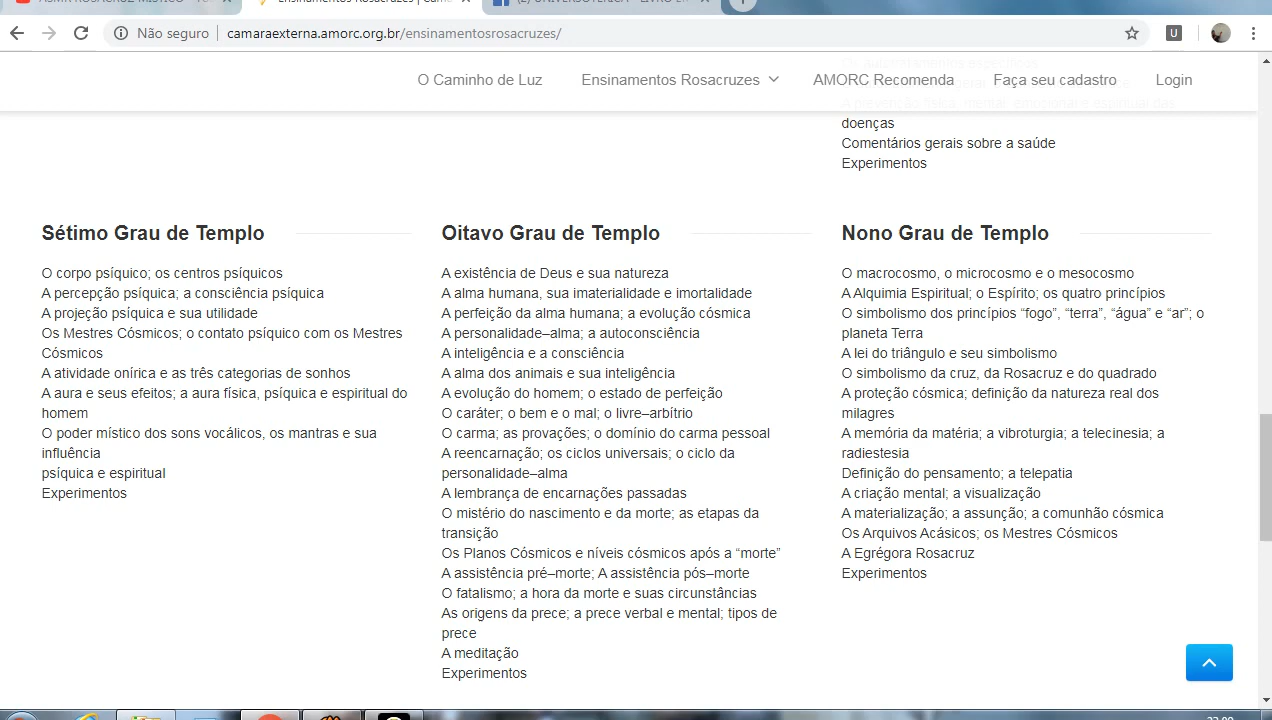 Ensinamentos Rosacruzes | Cam
Não seguro
camaraexterna.amorc.org.br/ensinamentosrosacruzes/
U
O Caminho de Luz
Ensinamentos Rosacruzes
AMORC Recomenda
Faça seu cadastro
Login
A prevenção física, mental, emocional e espiritual das
doenças
Comentários gerais sobre a saúde
Experimentos
Sétimo Grau de Templo
O corpo psíquico; os centros psíquicos
A percepção psíquica; a consciência psíquica
A projeção psíquica e sua utilidade
Os Mestres Cósmicos; o contato psíquico com os Mestres
Cósmicos
A atividade onírica e as três categorias de sonhos
A aura e seus efeitos; a aura física, psíquica e espiritual do
homem
O poder místico dos sons vocálicos, os mantras e sua
influência
psíquica e espiritual
Experimentos
Oitavo Grau de Templo
A existência de Deus e sua natureza
A alma humana, sua imaterialidade e imortalidade
A perfeição da alma humana; a evolução cósmica
A personalidade–alma; a autoconsciência
A inteligência e a consciência
A alma dos animais e sua inteligência
A evolução do homem; o estado de perfeição
O caráter; o bem e o mal; o livre–arbítrio
O carma; as provações; o domínio do carma pessoal
A reencarnação; os ciclos universais; o ciclo da
personalidade–alma
A lembrança de encarnações passadas
O mistério do nascimento e da morte; as etapas da
transição
Os Planos Cósmicos e níveis cósmicos após a “morte”
A assistência pré–morte; A assistência pós–morte
O fatalismo; a hora da morte e suas circunstâncias
As origens da prece; a prece verbal e mental; tipos de
prece
A meditação
Experimentos
Nono Grau de Templo
O macrocosmo, o microcosmo e o mesocosmo
A Alquimia Espiritual; o Espírito; os quatro princípios
O simbolismo dos princípios “fogo”, “terra”, “água” e “ar”; o
planeta Terra
A lei do triângulo e seu simbolismo
O simbolismo da cruz, da Rosacruz e do quadrado
A proteção cósmica; definição da natureza real dos
milagres
A memória da matéria; a vibroturgia; a telecinesia; a
radiestesia
Definição do pensamento; a telepatia
A criação mental; a visualização
A materialização; a assunção; a comunhão cósmica
Os Arquivos Acásicos; os Mestres Cósmicos
A Egrégora Rosacruz
Experimentos